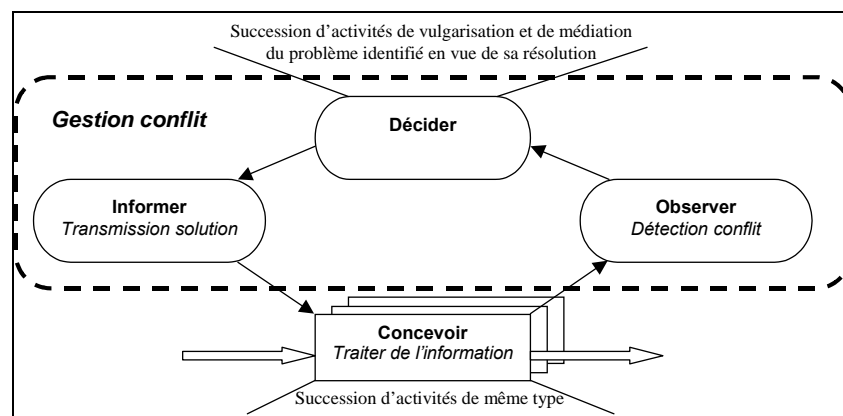 Succession d'activités de vulgarisation et de médiation
du problème identifié en vue de sa résolution
Gestion conflit
Décider
Informer
Transmission solution
Observer
Détection conflit
Concevoir
Traiter de l'information
Succession d'activités de même type